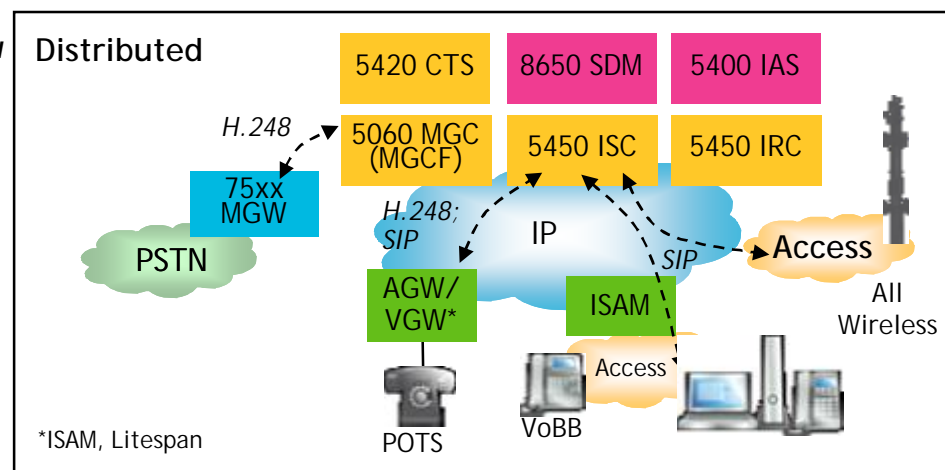 Distributed
5420 CTS
8650 SDM
5400 IAS
H.248
5060 MGC
(MGCF)
5450 ISC
5450 IRC
75xx
MGW
H.248;
SIP
IP
PSTN
SIP
Access
AGW/
VGW*
ISAM
All
Wireless
Access
POTS
VoBB
*ISAM, Litespan